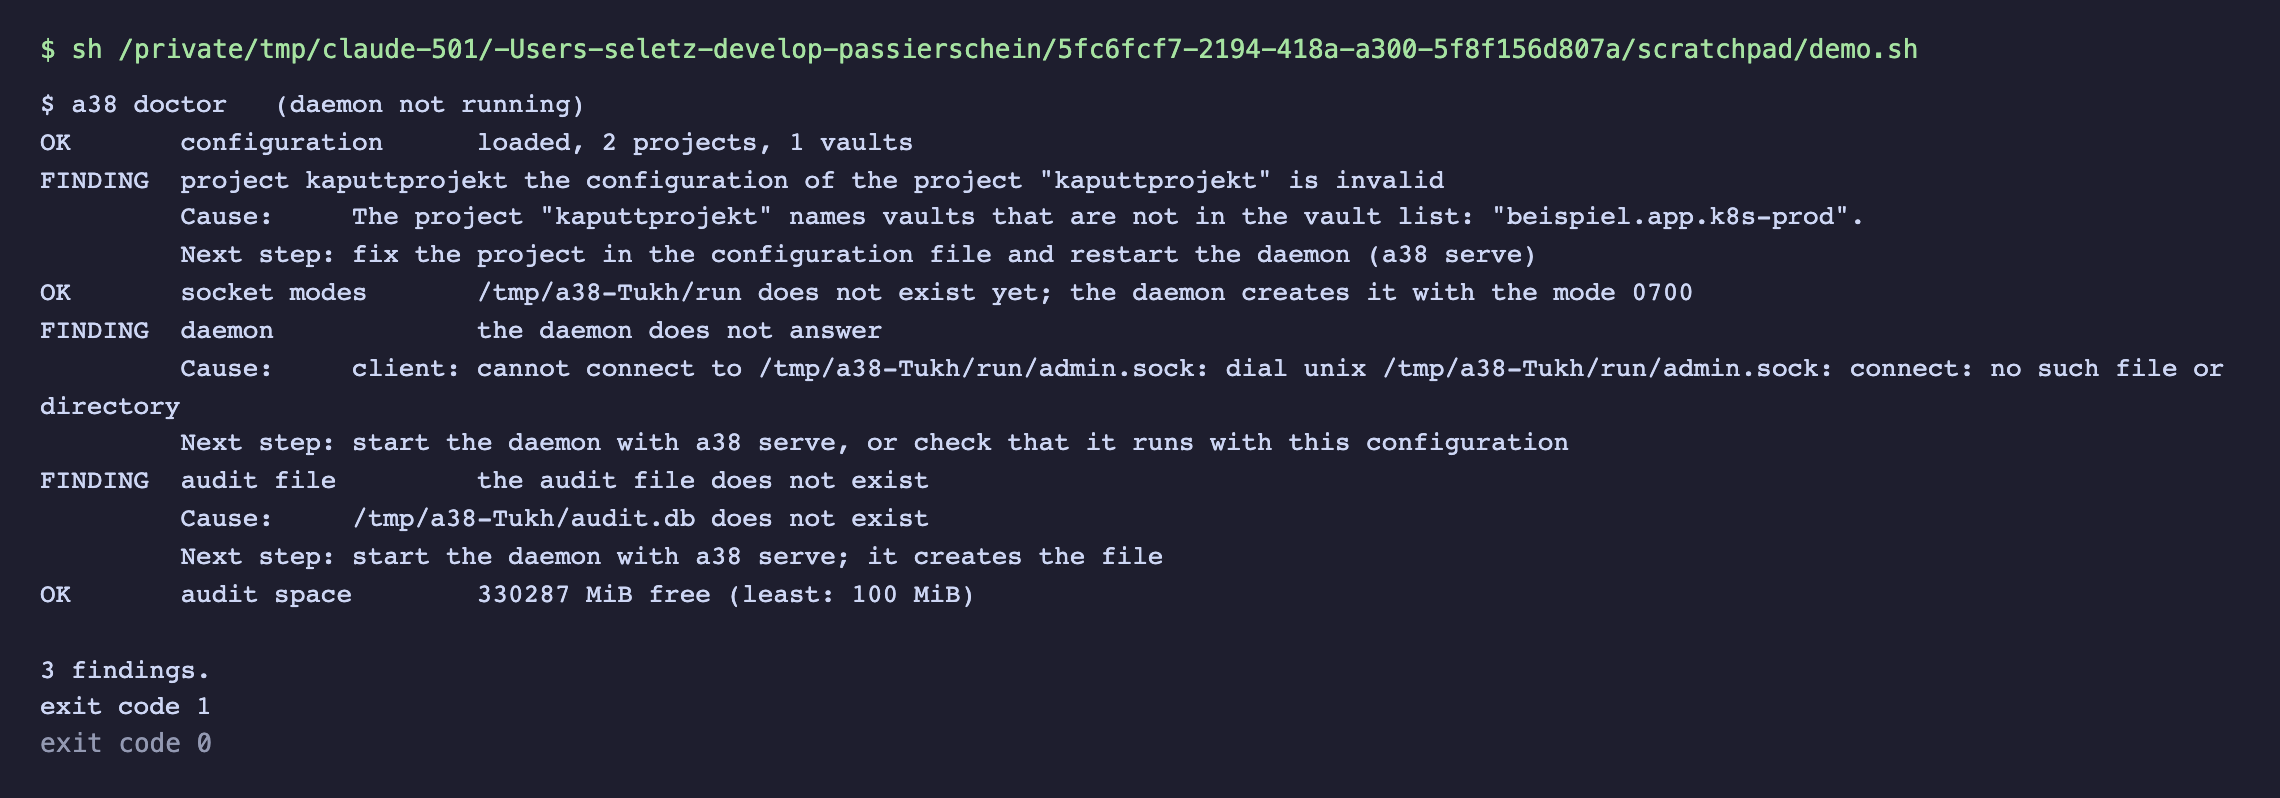 $ sh /private/tmp/claude-501/-Users-seletz-develop-passierschein/5fc6fcf7-2194-418a-a300-5f8f156d807a/scratchpad/demo.sh
$ a38 doctor   (daemon not running)
OK       configuration      loaded, 2 projects, 1 vaults
FINDING  project kaputtprojekt the configuration of the project "kaputtprojekt" is invalid
         Cause:     The project "kaputtprojekt" names vaults that are not in the vault list: "beispiel.app.k8s-prod".
         Next step: fix the project in the configuration file and restart the daemon (a38 serve)
OK       socket modes       /tmp/a38-Tukh/run does not exist yet; the daemon creates it with the mode 0700
FINDING  daemon             the daemon does not answer
         Cause:     client: cannot connect to /tmp/a38-Tukh/run/admin.sock: dial unix /tmp/a38-Tukh/run/admin.sock: connect: no such file or
directory
         Next step: start the daemon with a38 serve, or check that it runs with this configuration
FINDING  audit file         the audit file does not exist
         Cause:     /tmp/a38-Tukh/audit.db does not exist
         Next step: start the daemon with a38 serve; it creates the file
OK       audit space        330287 MiB free (least: 100 MiB)

3 findings.
exit code 1
exit code 0